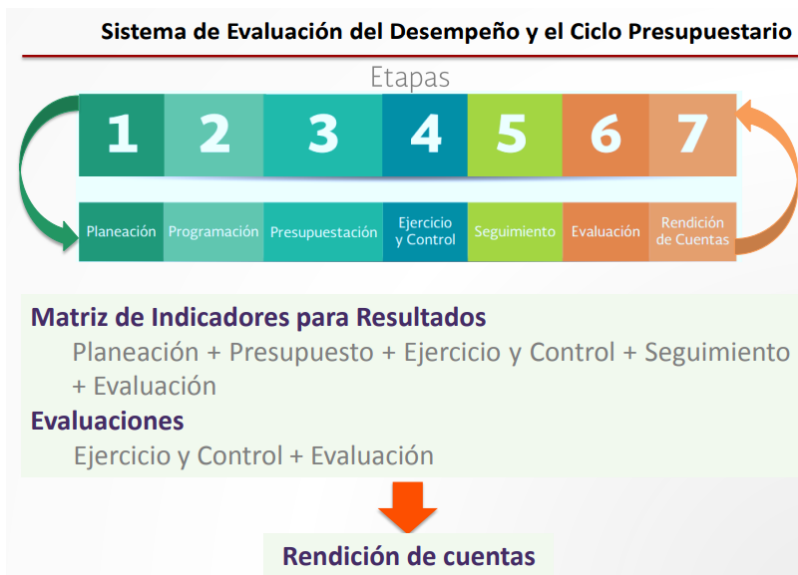 Sistema de Evaluación del Desempeño y el Ciclo Presupuestario
Etapas
1 2 3 4 5 6 7
Planeación Programación Presupuestación Ejercicio y Control Seguimiento Evaluación Rendición de Cuentas
Matriz de Indicadores para Resultados
Planeación + Presupuesto + Ejercicio y Control + Seguimiento
+ Evaluación
Evaluaciones
Ejercicio y Control + Evaluación
Rendición de cuentas